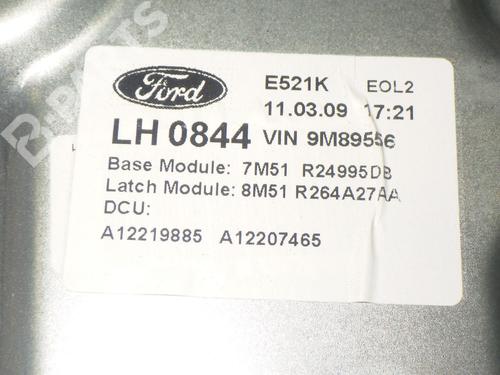 Ford
E521K EOL2
11.03.09 17:21
LH 0844 VIN 9M89556
Base Module: 7M51 R24995DB
Latch Module: 8M51 R264A27AA
DCU:
A12219885 A12207465